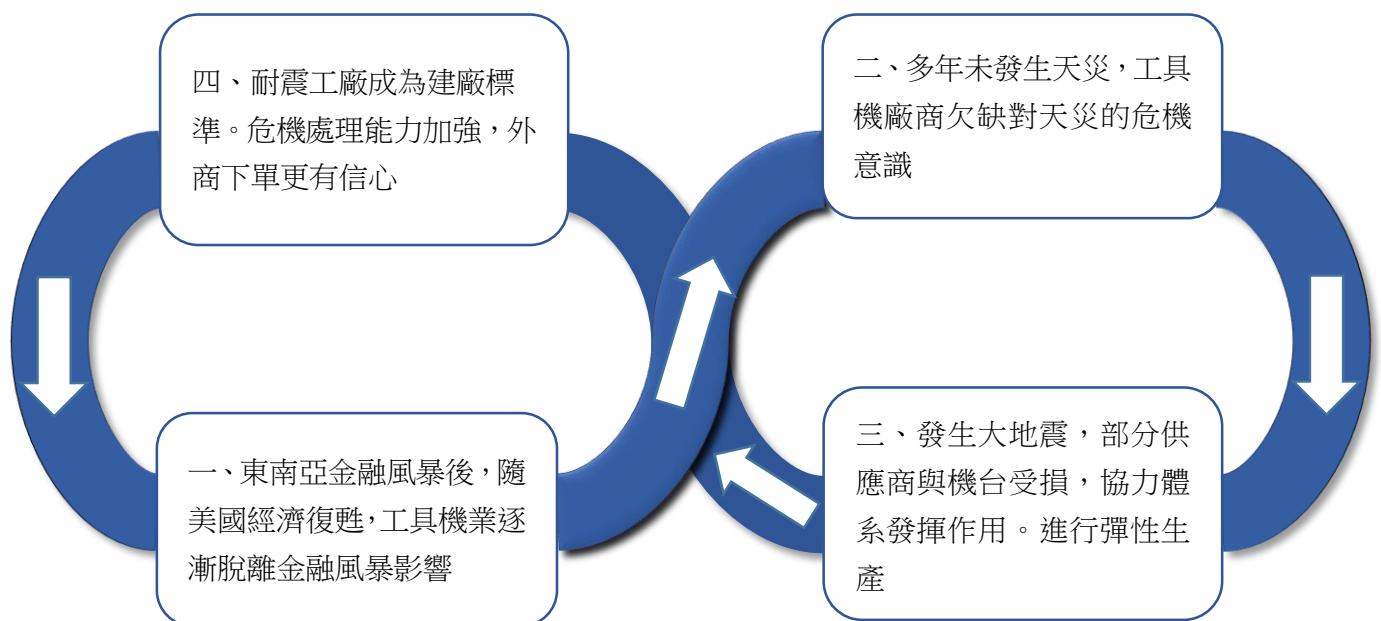 四、耐震工廠成為建廠標
準。危機處理能力加強，外
商下單更有信心
二、多年未發生天災，工具
機廠商欠缺對天災的危機
意識
一、東南亞金融風暴後，隨
美國經濟復甦，工具機業逐
漸脫離金融風暴影響
三、發生大地震，部分供
應商與機台受損，協力體
系發揮作用。進行彈性生
產